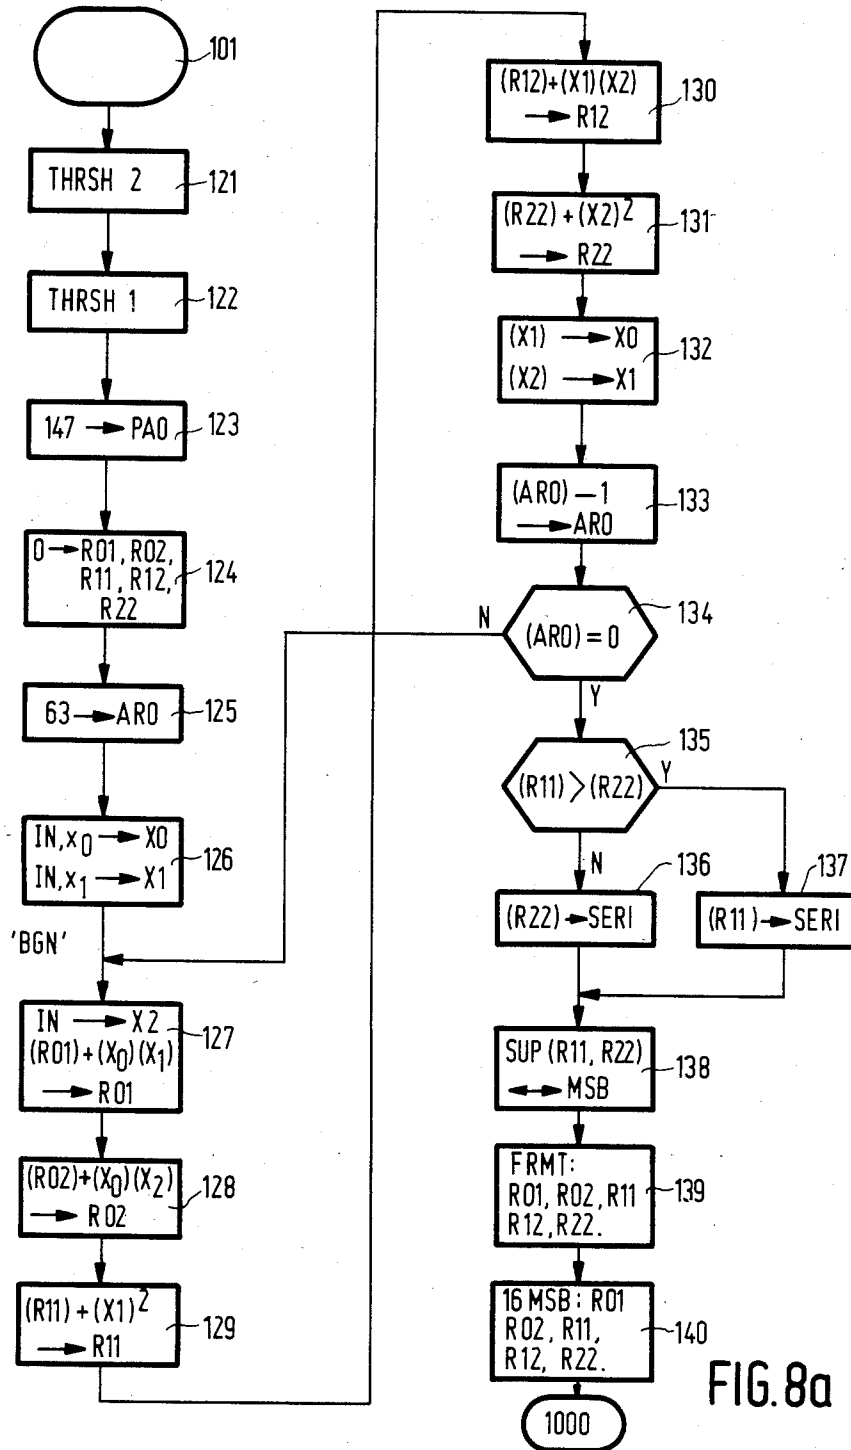 101
THRSH 2
121
THRSH 1
122
147 → PA0
123
0 → R01, R02,
R11, R12,
R22
124
63 → AR0
125
IN, x0 → X0
IN, x1 → X1
126
'BGN'
IN → X2
(R01)+(X0)(X1)
→ R01
127
(R02)+(X0)(X2)
→ R02
128
(R11)+(X1)2
→ R11
129
(R12)+(X1)(X2)
→ R12
130
(R22)+(X2)2
→ R22
131
(X1) → X0
(X2) → X1
132
(AR0) – 1
→ AR0
133
134
N
(AR0) = 0
Y
135
(R11) > (R22)
Y
N
136
(R22) → SERI
137
(R11) → SERI
SUP (R11, R22)
↔ MSB
138
FRMT:
R01, R02, R11
R12, R22.
139
16 MSB: R01
R02, R11,
R12, R22.
140
1000
FIG. 8a